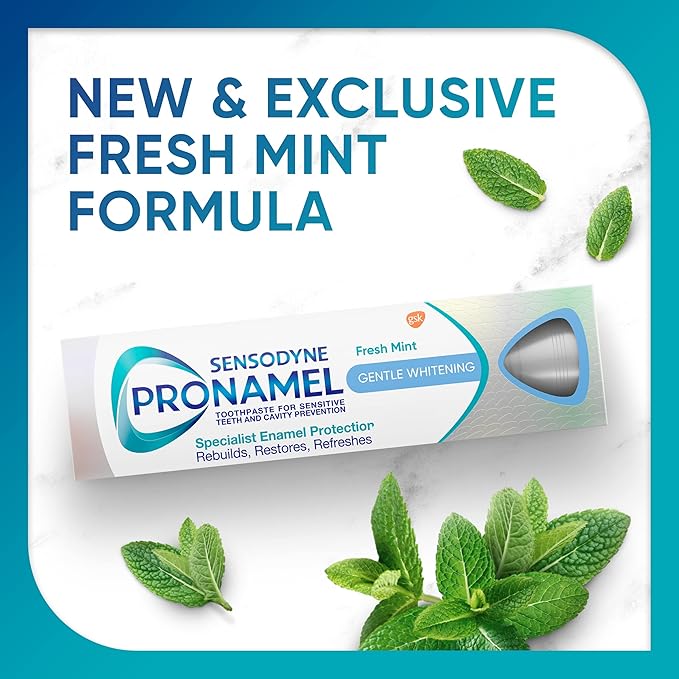 NEW & EXCLUSIVE
FRESH MINT
FORMULA
gsk
SENSODYNE
PRONAMEL
TOOTHPASTE FOR SENSITIVE
TEETH AND CAVITY PREVENTION
Fresh Mint
GENTLE WHITENING
Specialist Enamel Protection
Rebuilds, Restores, Refreshes